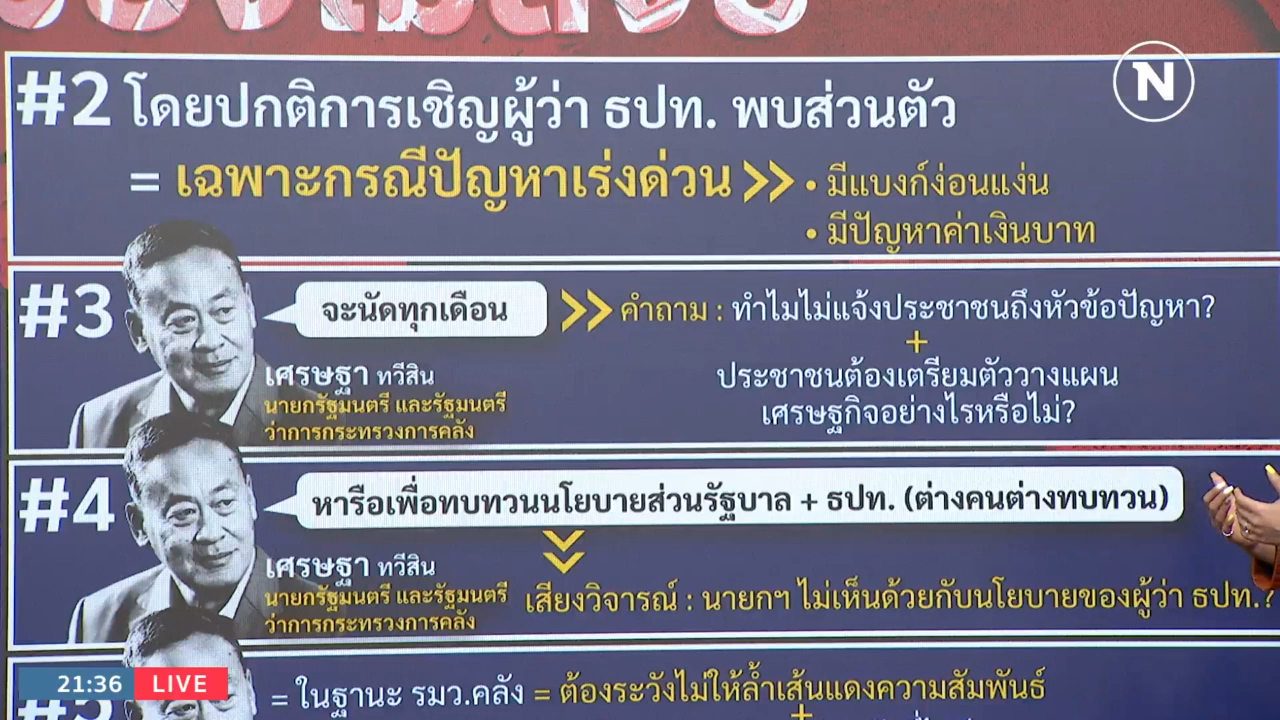 #2 โดยปกติการเชิญผู้ว่า ธปท. พบส่วนตัว
= เฉพาะกรณีปัญหาเร่งด่วน >> • มีแบงก์ง่อนแง่น
• มีปัญหาค่าเงินบาท
N
#3 จะนัดทุกเดือน >> คำถาม : ทำไมไม่แจ้งประชาชนถึงหัวข้อปัญหา?
+
ประชาชนต้องเตรียมตัววางแผน
เศรษฐกิจอย่างไรหรือไม่?
เศรษฐา ทวีสิน
นายกรัฐมนตรี และรัฐมนตรี
ว่าการกระทรวงการคลัง
#4 หารือเพื่อทบทวนนโยบายส่วนรัฐบาล + ธปท. (ต่างคนต่างทบทวน)
เศรษฐา ทวีสิน
นายกรัฐมนตรี และรัฐมนตรี
ว่าการกระทรวงการคลัง
เสียงวิจารณ์ : นายกฯ ไม่เห็นด้วยกับนโยบายของผู้ว่า ธปท.?
#5 = ในฐานะ รมว.คลัง = ต้องระวังไม่ให้ล้ำเส้นแดงความสัมพันธ์
+
21:36 LIVE